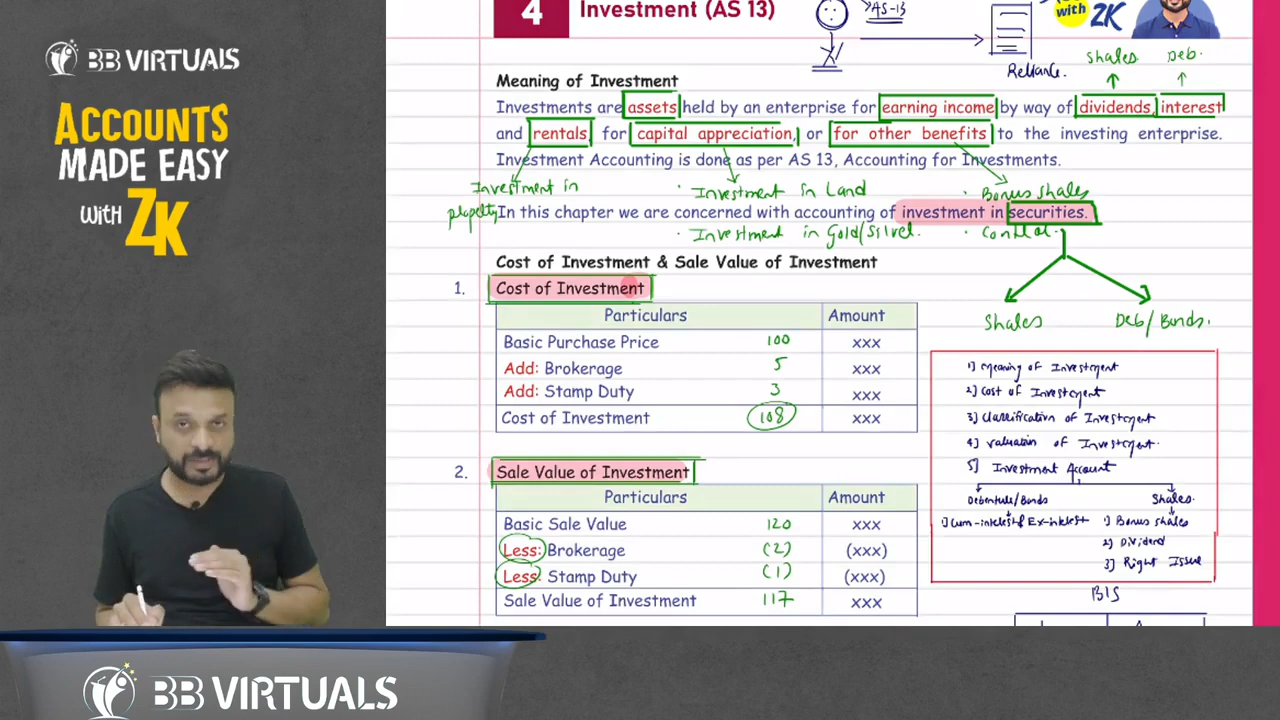 BB VIRTUALS
ACCOUNTS
MADE EASY
WITH ZK
4
Investment (AS 13)
AS-13
with
ZK
Reliance.
Shares
Deb.
Meaning of Investment
Investments are assets held by an enterprise for earning income by way of dividends, interest
and rentals, for capital appreciation, or for other benefits to the investing enterprise.
Investment Accounting is done as per AS 13, Accounting for Investments.
Investment in
property
· Investment in Land
· Bonus shares
In this chapter we are concerned with accounting of investment in securities.
· Investment in Gold/Silver.
· Control.
Shares
Deb/Bonds.
Cost of Investment & Sale Value of Investment
1. Cost of Investment
Particulars Amount
Basic Purchase Price 100 xxx
Add: Brokerage 5 xxx
Add: Stamp Duty 3 xxx
Cost of Investment 108 xxx
2. Sale Value of Investment
Particulars Amount
Basic Sale Value 120 xxx
Less: Brokerage (2) (xxx)
Less: Stamp Duty (1) (xxx)
Sale Value of Investment 117 xxx
1) Meaning of Investment
2) Cost of Investment
3) Classification of Investment
4) Valuation of Investment.
5) Investment Account
Debenture/Bonds
Shares.
1) Cum-interest & Ex-interest
1) Bonus shares
2) Dividend
3) Right Issue
B/S
L A
BB VIRTUALS